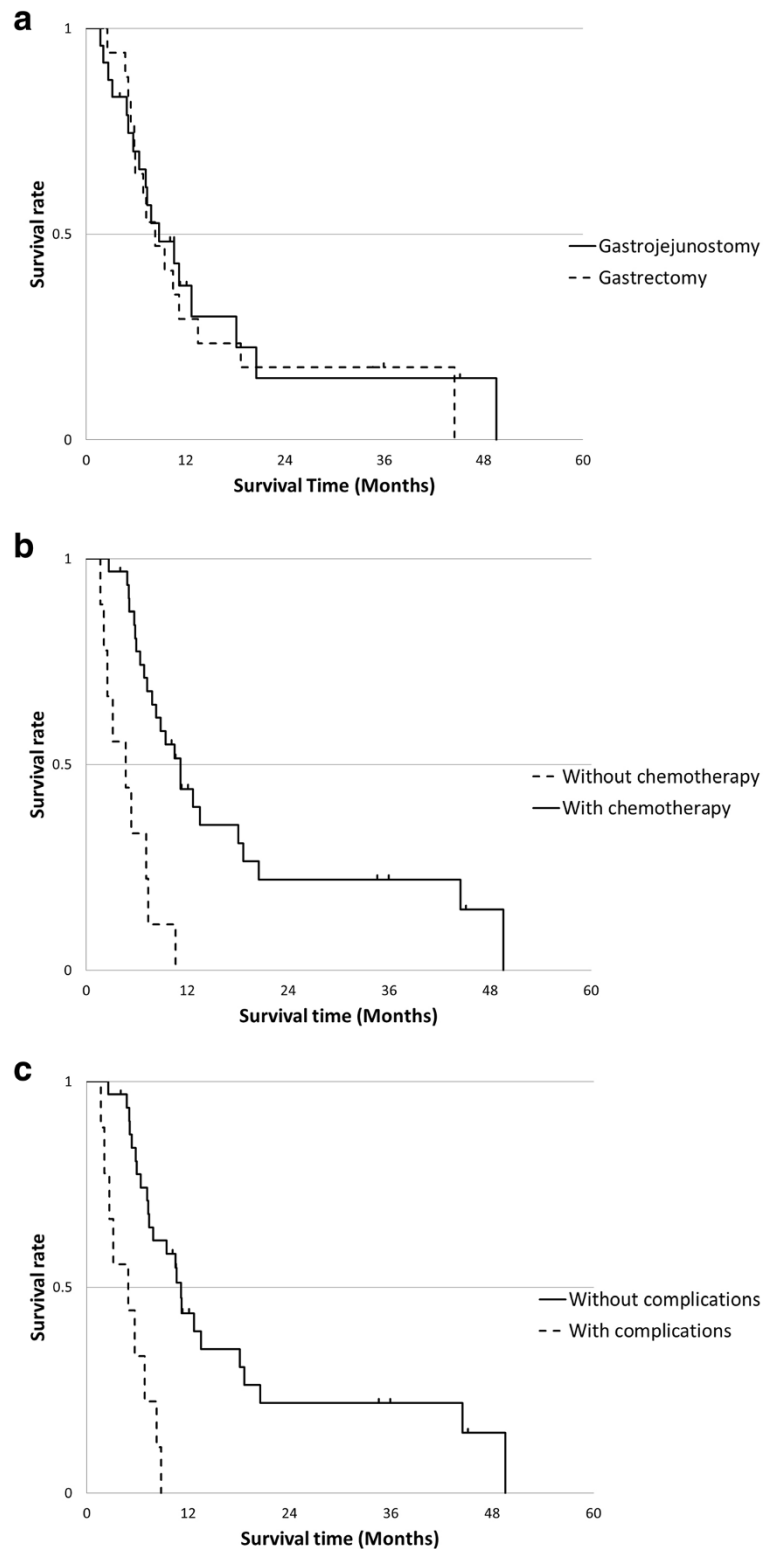 a
1
0.5
0
Survival rate
Gastrojejunostomy
Gastrectomy
0 12 24 36 48 60
Survival Time (Months)
b
1
0.5
0
Survival rate
Without chemotherapy
With chemotherapy
0 12 24 36 48 60
Survival time (Months)
c
1
0.5
0
Survival rate
Without complications
With complications
0 12 24 36 48 60
Survival time (Months)